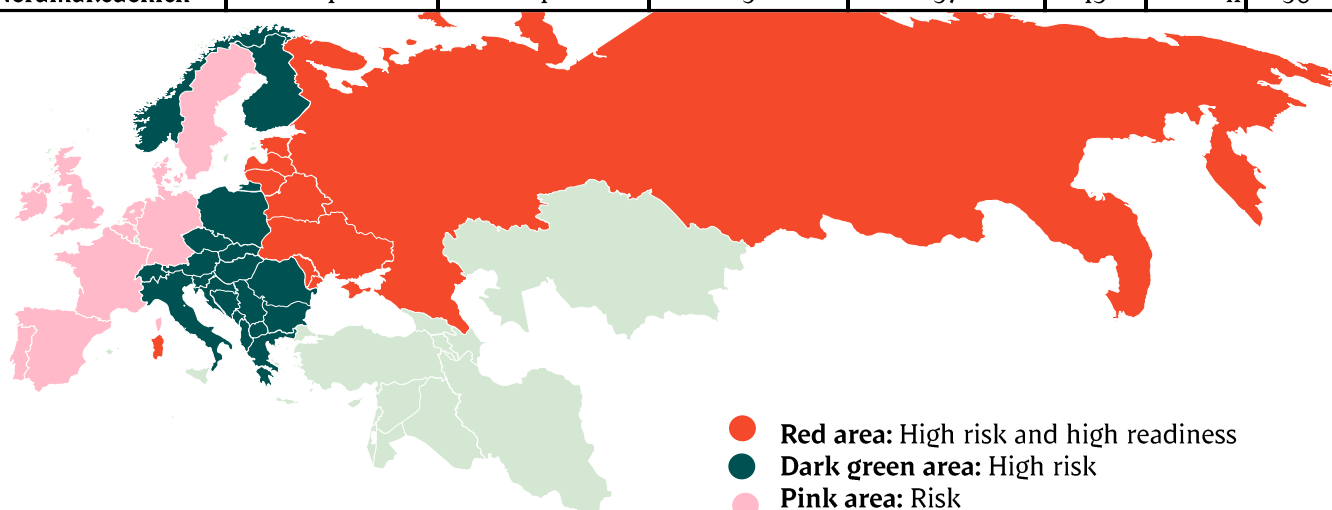 Red area: High risk and high readiness
Dark green area: High risk
Pink area: Risk